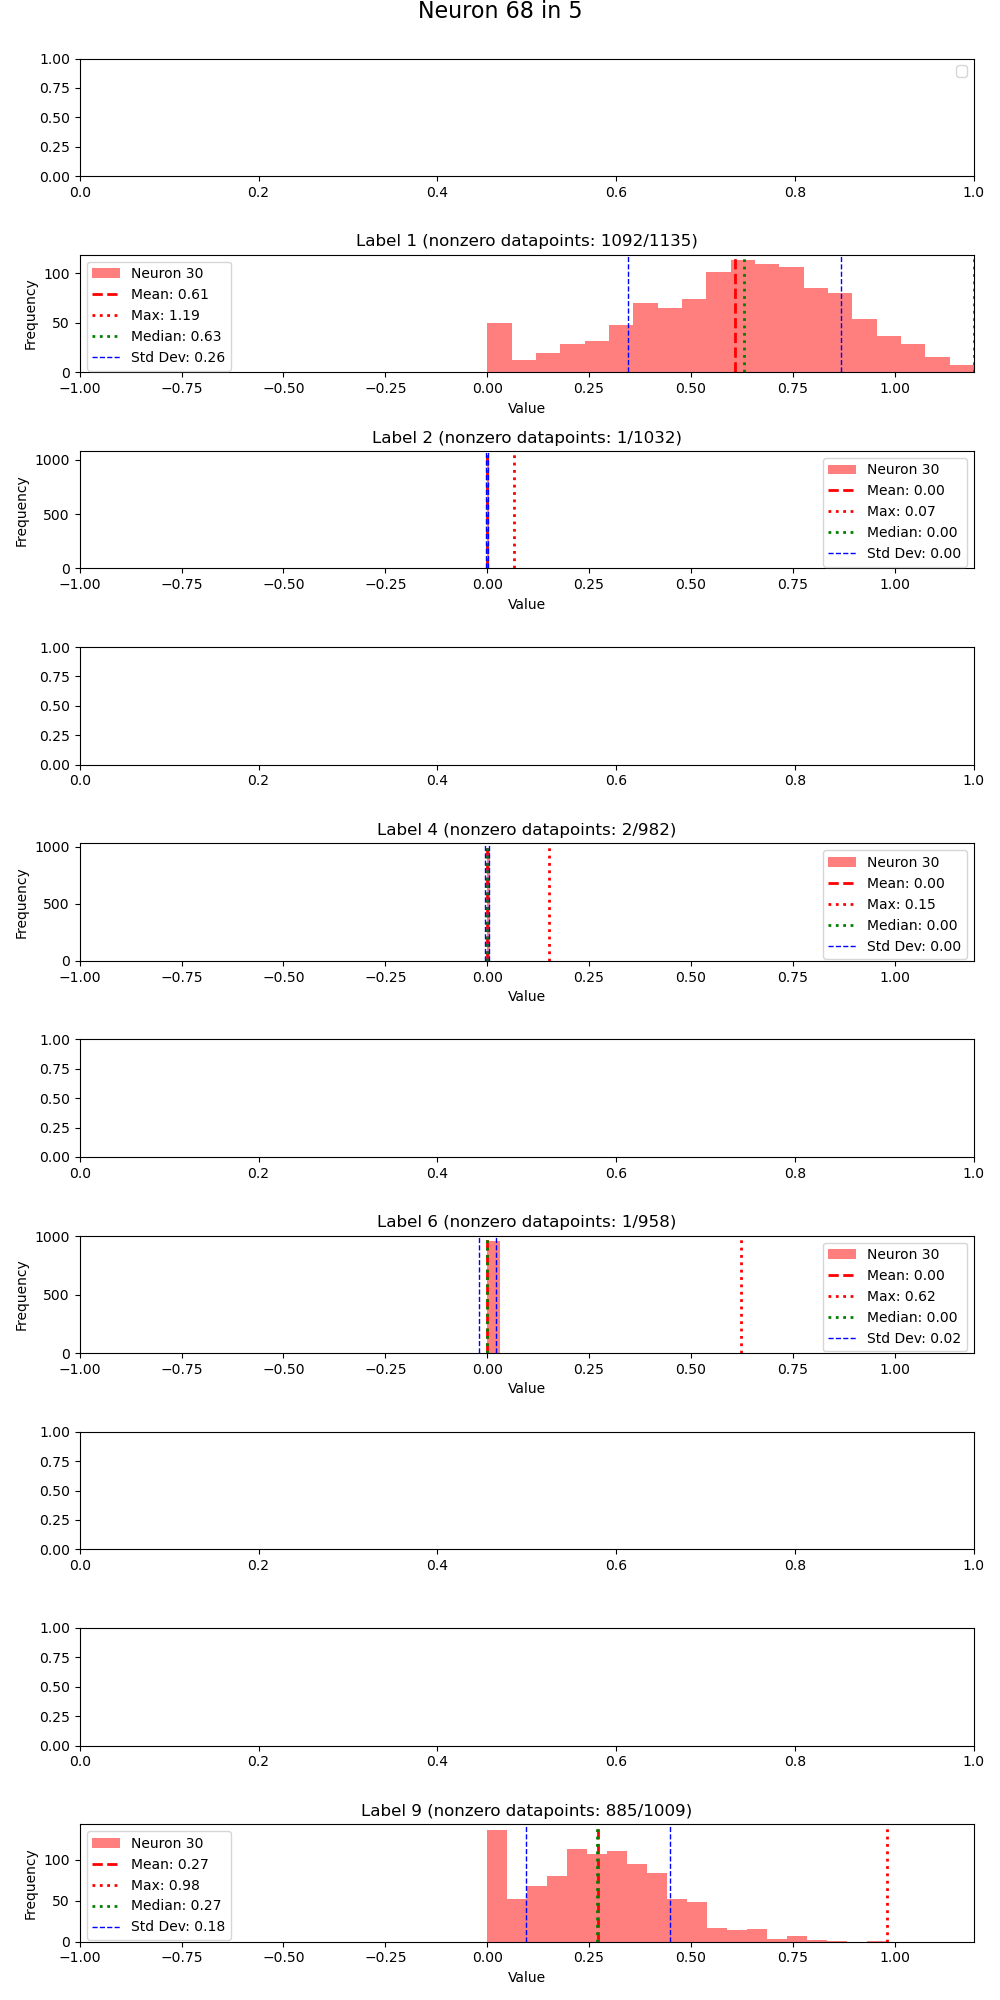 Neuron 68 in 5
1.00
0.75
0.50
0.25
0.00
0.0 0.2 0.4 0.6 0.8 1.0
Label 1 (nonzero datapoints: 1092/1135)
Frequency
100
50
0
Neuron 30
Mean: 0.61
Max: 1.19
Median: 0.63
Std Dev: 0.26
−1.00 −0.75 −0.50 −0.25 0.00 0.25 0.50 0.75 1.00
Value
Label 2 (nonzero datapoints: 1/1032)
Frequency
1000
500
0
Neuron 30
Mean: 0.00
Max: 0.07
Median: 0.00
Std Dev: 0.00
−1.00 −0.75 −0.50 −0.25 0.00 0.25 0.50 0.75 1.00
Value
1.00
0.75
0.50
0.25
0.00
0.0 0.2 0.4 0.6 0.8 1.0
Label 4 (nonzero datapoints: 2/982)
Frequency
1000
500
0
Neuron 30
Mean: 0.00
Max: 0.15
Median: 0.00
Std Dev: 0.00
−1.00 −0.75 −0.50 −0.25 0.00 0.25 0.50 0.75 1.00
Value
1.00
0.75
0.50
0.25
0.00
0.0 0.2 0.4 0.6 0.8 1.0
Label 6 (nonzero datapoints: 1/958)
Frequency
1000
500
0
Neuron 30
Mean: 0.00
Max: 0.62
Median: 0.00
Std Dev: 0.02
−1.00 −0.75 −0.50 −0.25 0.00 0.25 0.50 0.75 1.00
Value
1.00
0.75
0.50
0.25
0.00
0.0 0.2 0.4 0.6 0.8 1.0
1.00
0.75
0.50
0.25
0.00
0.0 0.2 0.4 0.6 0.8 1.0
Label 9 (nonzero datapoints: 885/1009)
Frequency
100
50
0
Neuron 30
Mean: 0.27
Max: 0.98
Median: 0.27
Std Dev: 0.18
−1.00 −0.75 −0.50 −0.25 0.00 0.25 0.50 0.75 1.00
Value